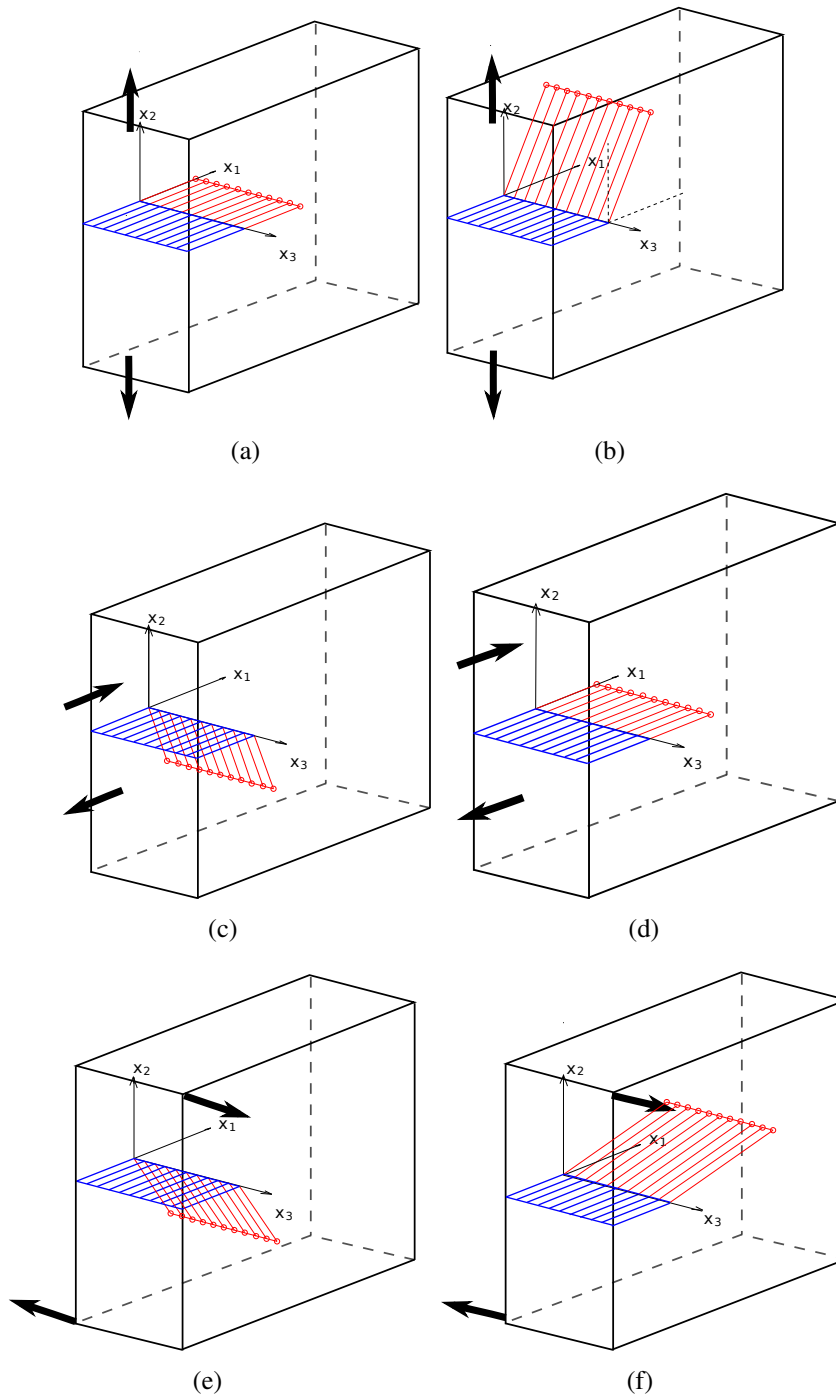 x₂
x₁
x₃
(a)
x₂
x₁
x₃
(b)
x₂
x₁
x₃
(c)
x₂
x₁
x₃
(d)
x₂
x₁
x₃
(e)
x₂
x₁
x₃
(f)